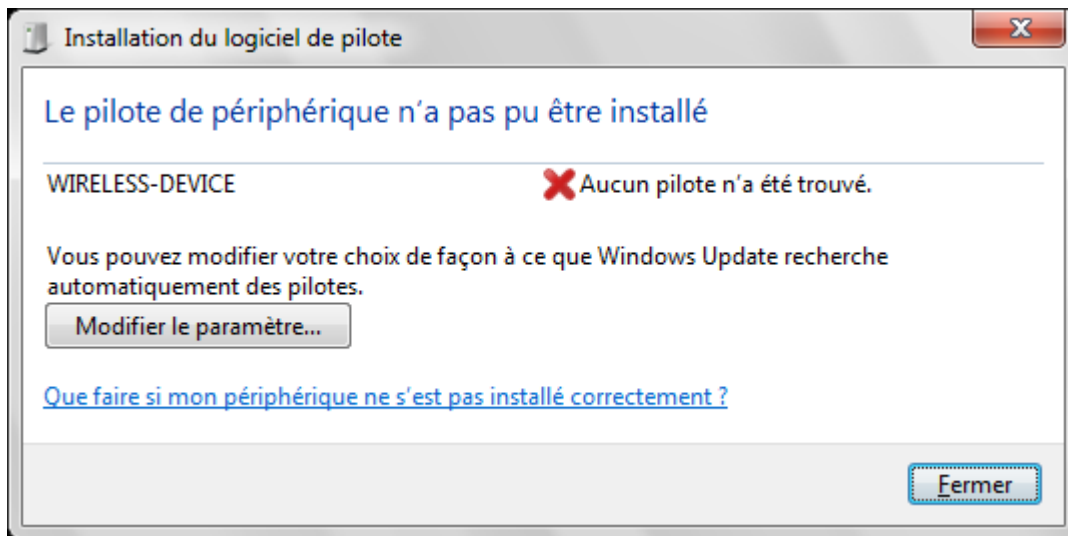 Installation du logiciel de pilote
Le pilote de périphérique n'a pas pu être installé
WIRELESS-DEVICE Aucun pilote n'a été trouvé.
Vous pouvez modifier votre choix de façon à ce que Windows Update recherche
automatiquement des pilotes.
Modifier le paramètre...
Que faire si mon périphérique ne s'est pas installé correctement ?
Fermer